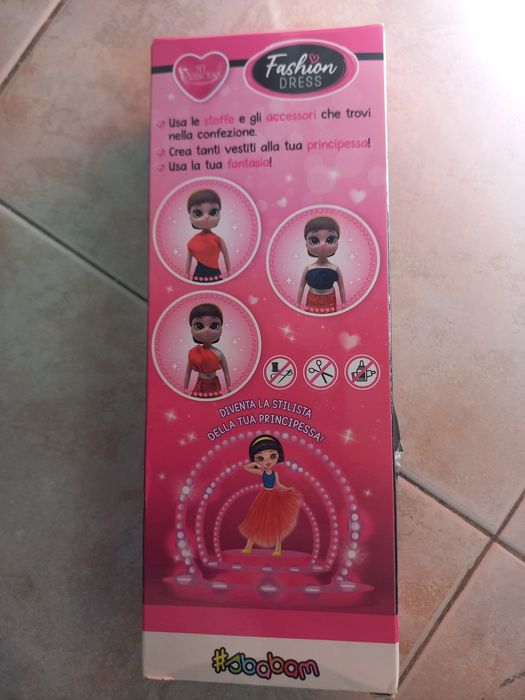 MY
PRINCESS
Fashion
DRESS
Usa le stoffe e gli accessori che trovi
nella confezione.
Crea tanti vestiti alla tua principessa!
Usa la tua fantasia!
DIVENTA LA STILISTA
DELLA TUA PRINCIPESSA!
#sbabam